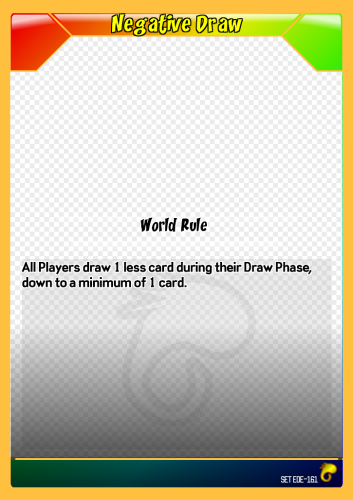 Negative Draw
World Rule
All Players draw 1 less card during their Draw Phase,
down to a minimum of 1 card.
SET EDE-161